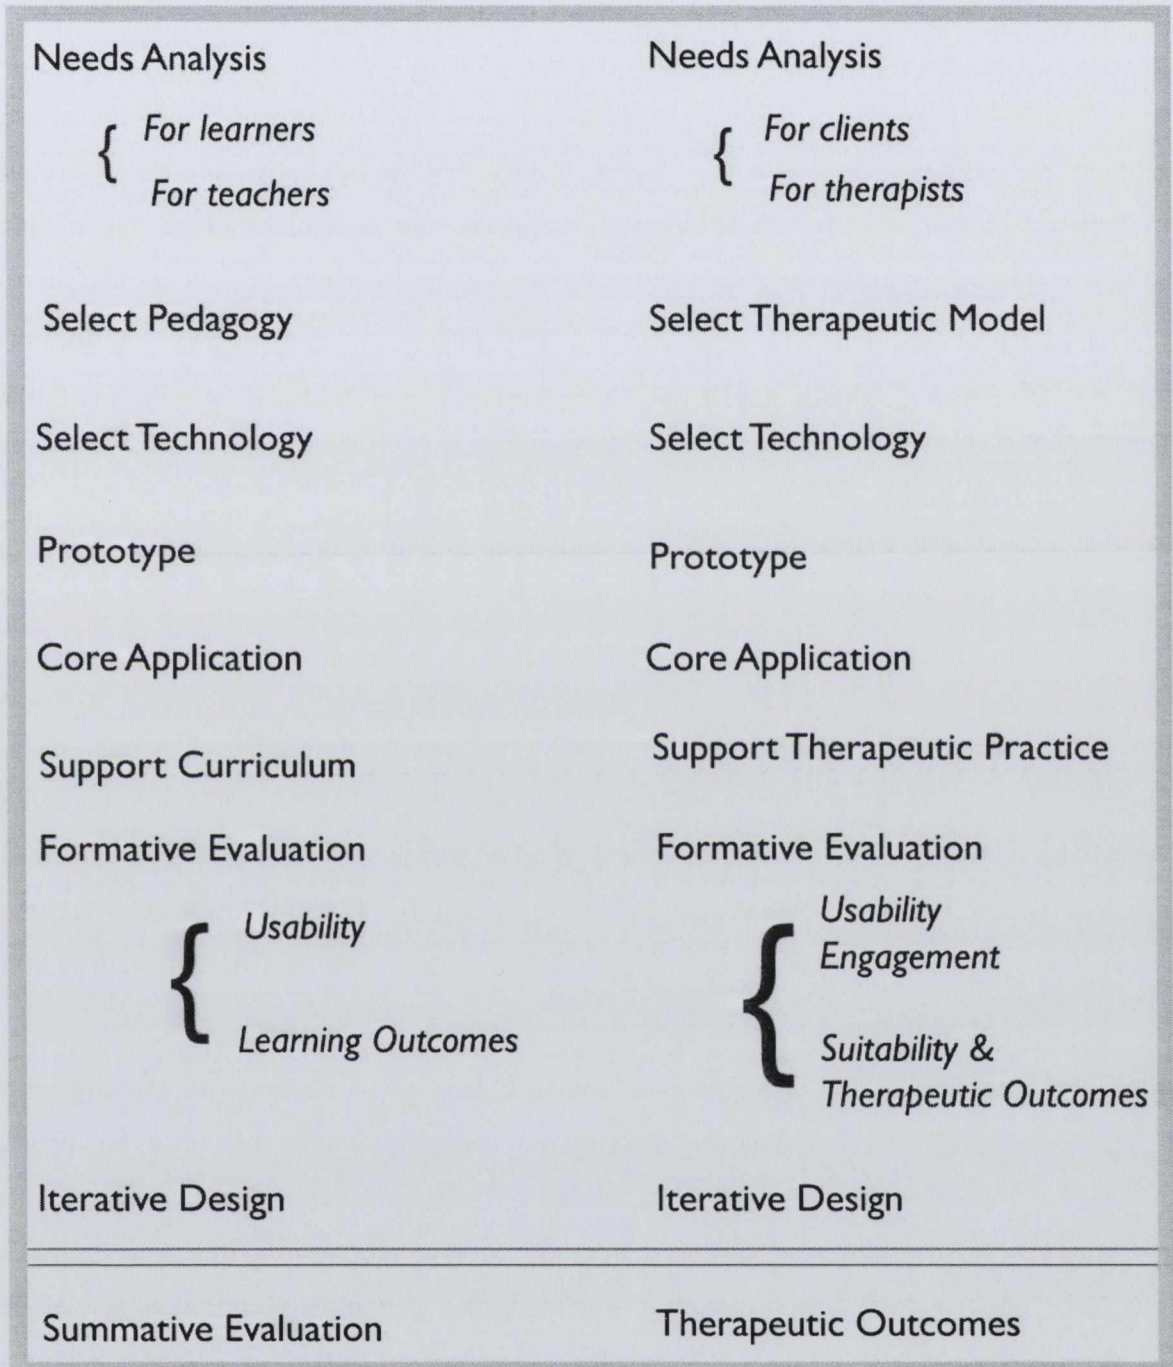 Needs Analysis
{ For learners
For teachers
Select Pedagogy
Select Technology
Prototype
Core Application
Support Curriculum
Formative Evaluation
{ Usability
Learning Outcomes
Iterative Design
Summative Evaluation
Needs Analysis
{ For clients
For therapists
Select Therapeutic Model
Select Technology
Prototype
Core Application
Support Therapeutic Practice
Formative Evaluation
{ Usability
Engagement
Suitability &
Therapeutic Outcomes
Iterative Design
Therapeutic Outcomes